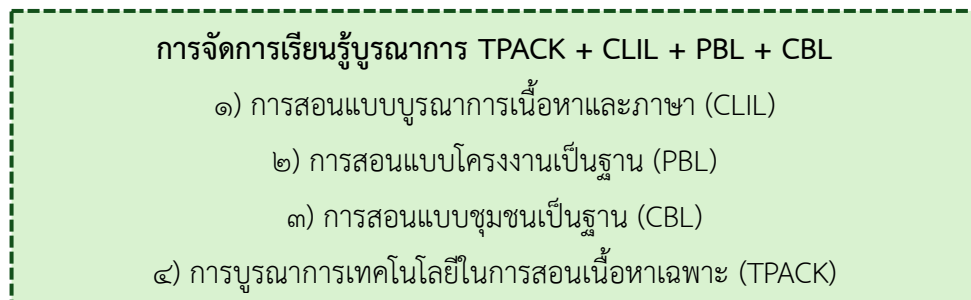 การจัดการเรียนรู้บูรณาการ TPACK + CLIL + PBL + CBL
๑) การสอนแบบบูรณาการเนื้อหาและภาษา (CLIL)
๒) การสอนแบบโครงงานเป็นฐาน (PBL)
๓) การสอนแบบชุมชนเป็นฐาน (CBL)
๔) การบูรณาการเทคโนโลยีในการสอนเนื้อหาเฉพาะ (TPACK)